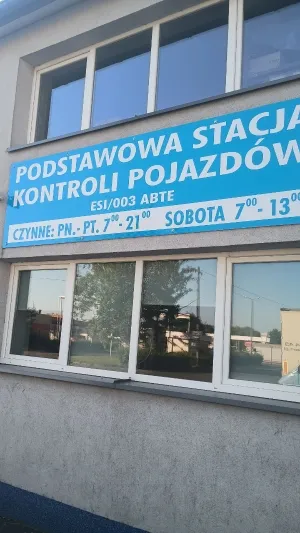 PODSTAWOWA STACJA
KONTROLI POJAZDÓW
ESI/003 ABTE
CZYNNE: PN.- PT. 7⁰⁰- 21⁰⁰ SOBOTA 7⁰⁰- 13⁰⁰